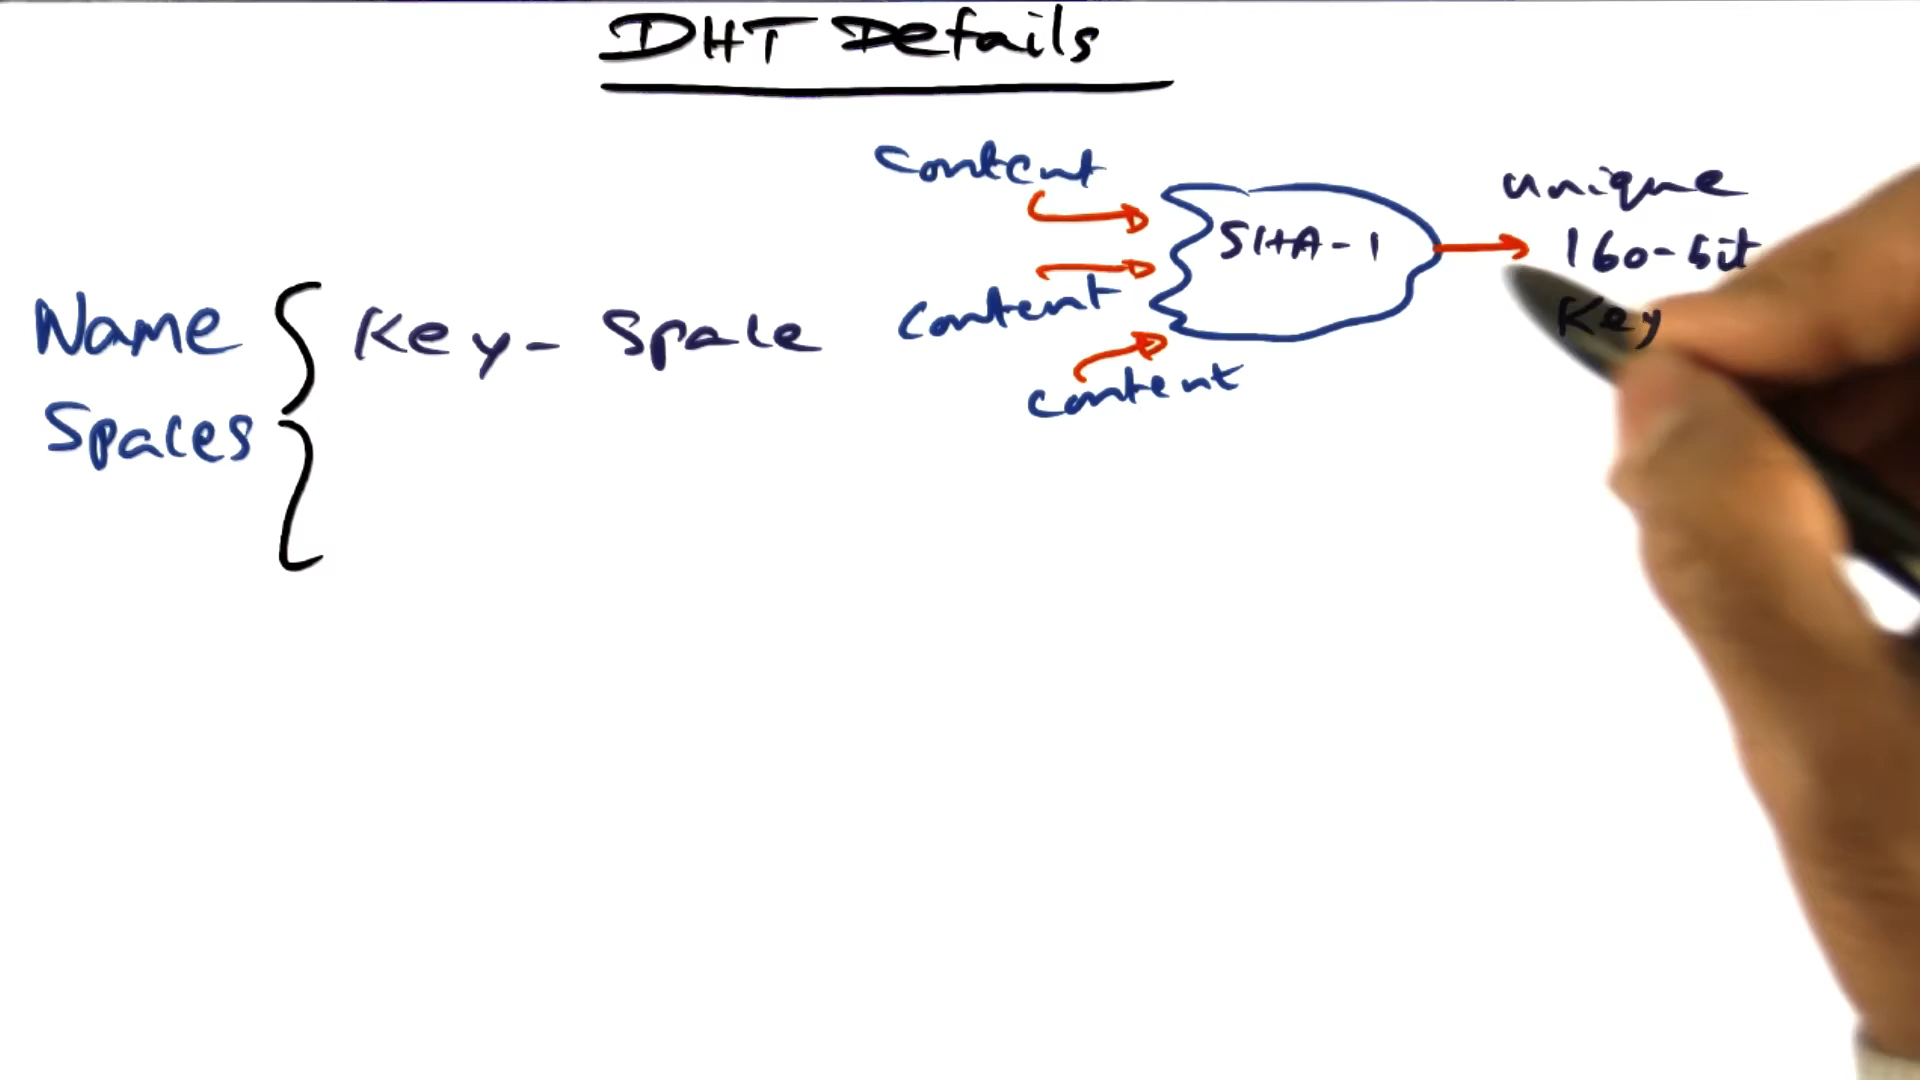 DHT Details
content
unique
SHA-1
160-bit
Key
content
Name
Key-Space
Spaces
content